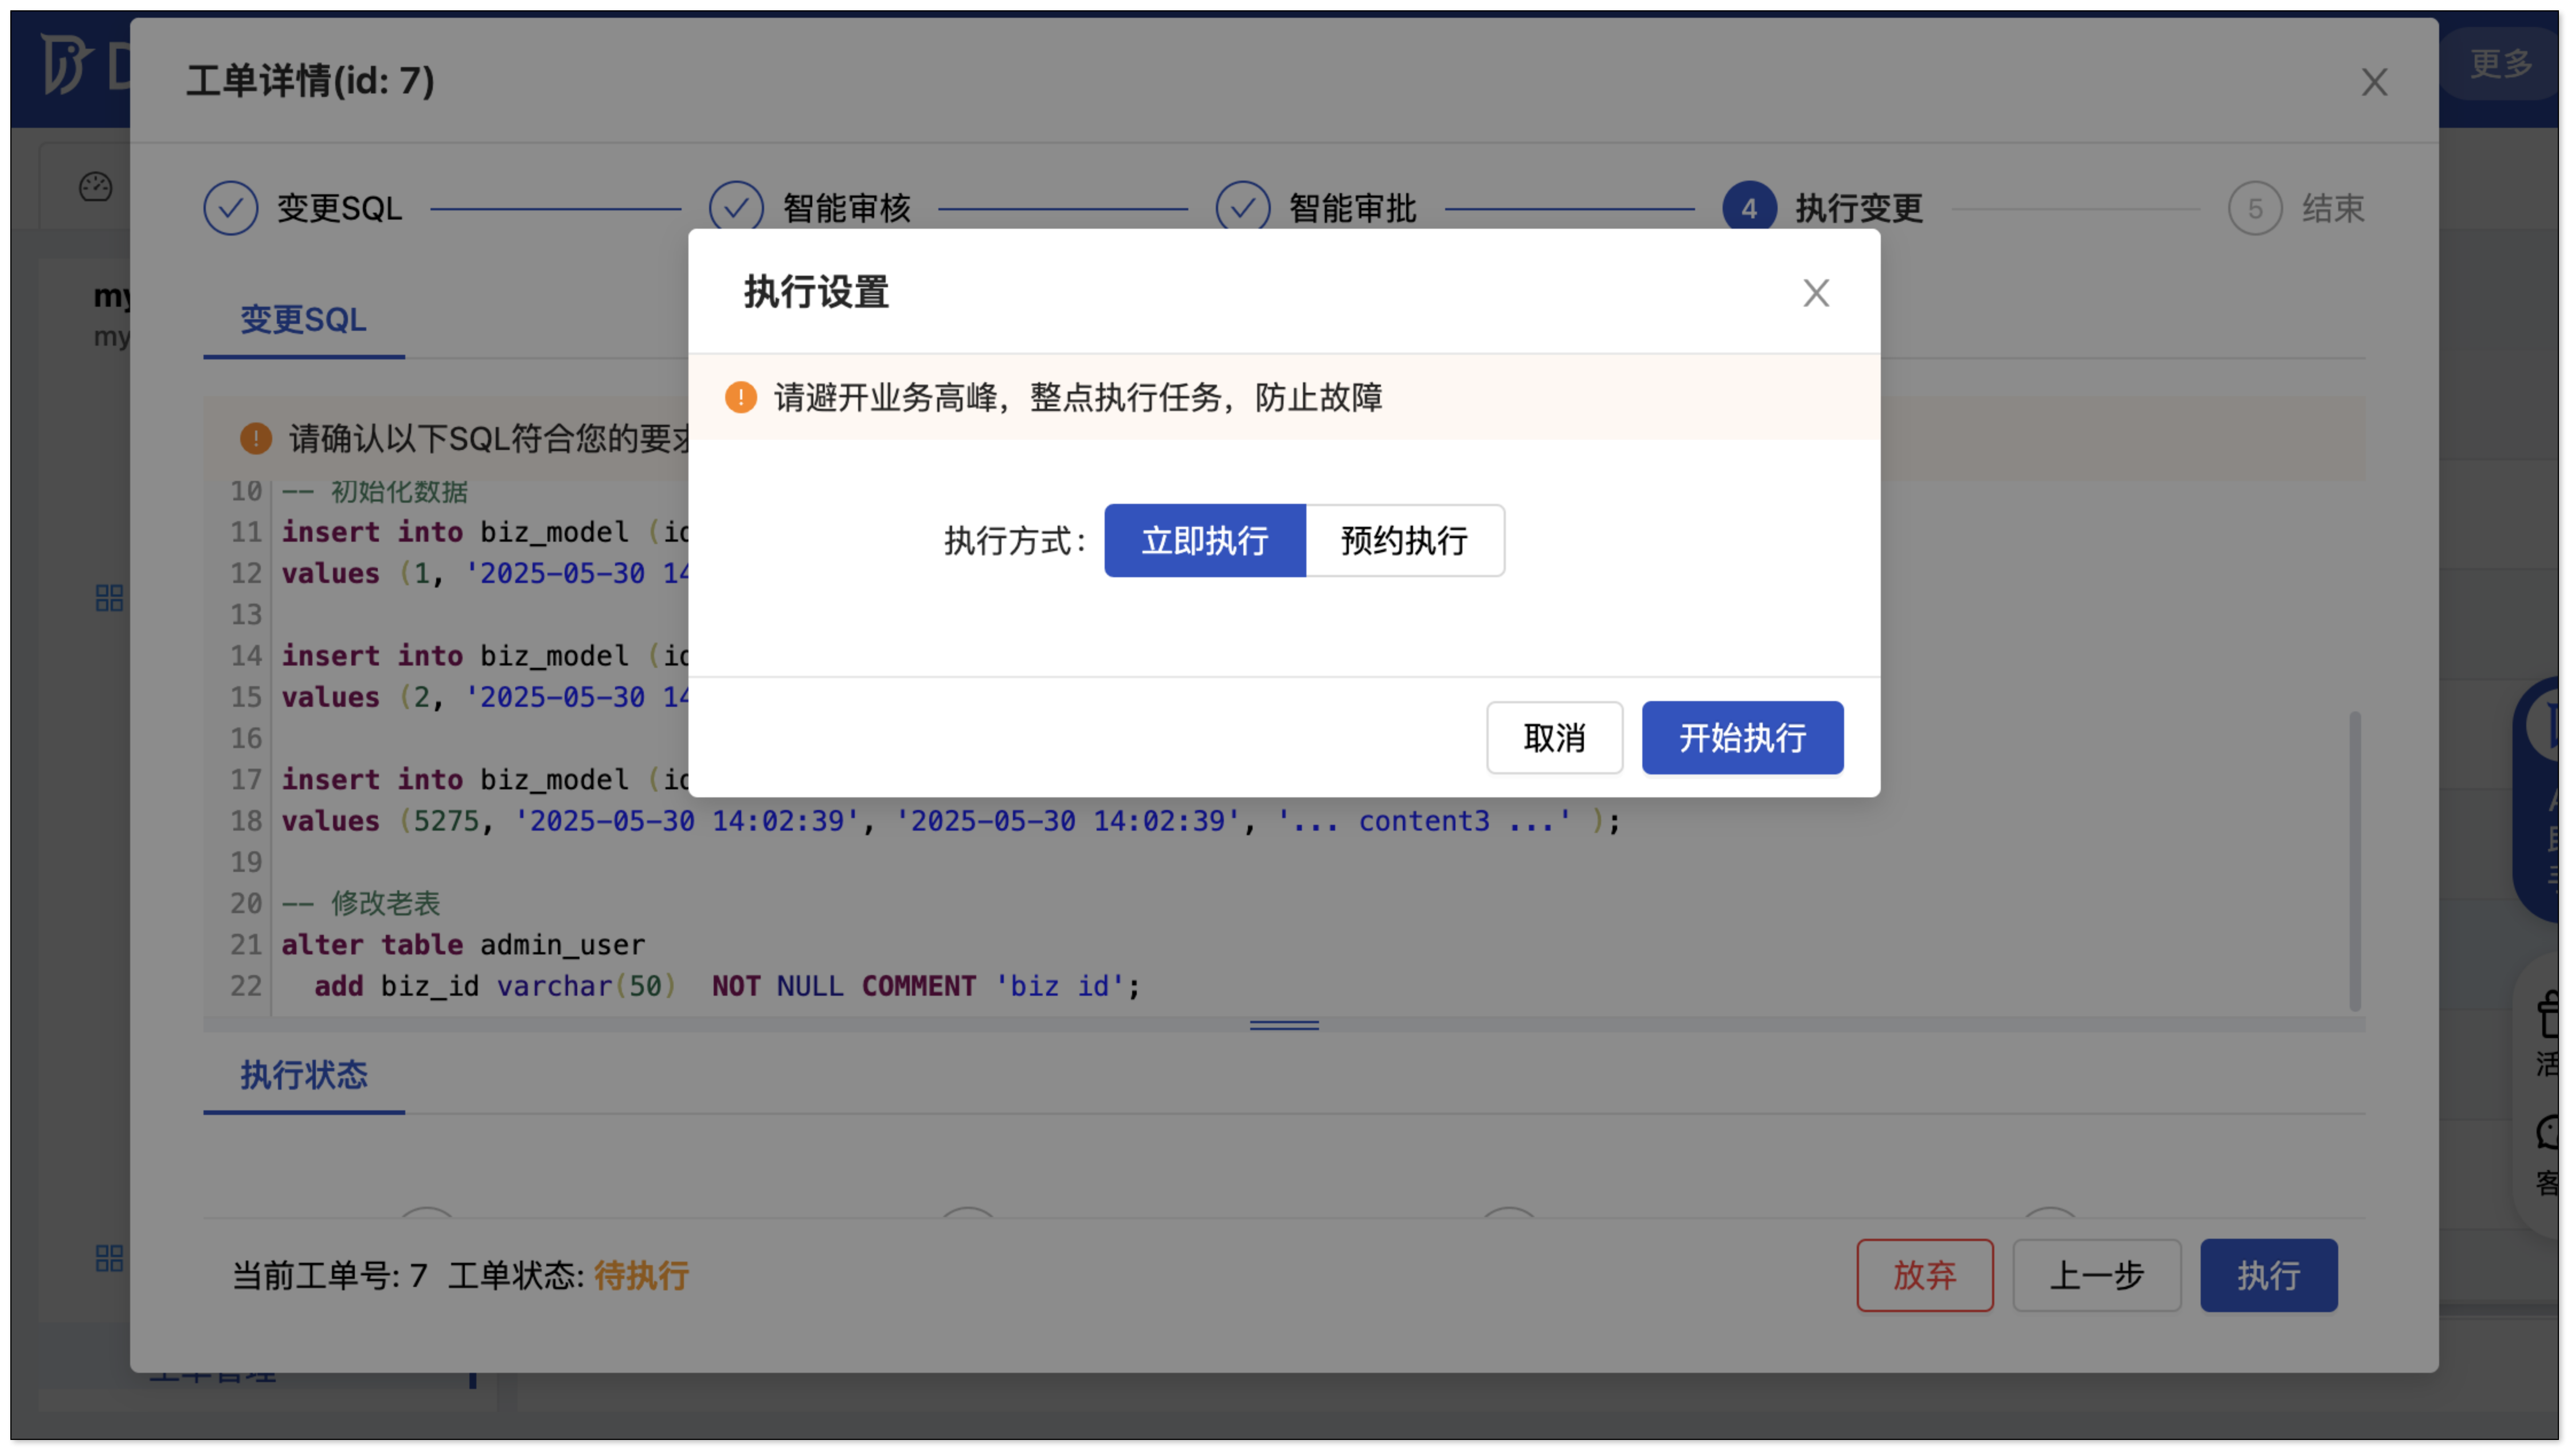 更多
工单详情(id: 7)
变更SQL
智能审核
智能审批
4 执行变更
5 结束
变更SQL
执行设置
请避开业务高峰，整点执行任务，防止故障
执行方式：
立即执行
预约执行
取消
开始执行
请确认以下SQL符合您的要求
10 -- 初始化数据
11 insert into biz_model (id
12 values (1, '2025-05-30 14
13
14 insert into biz_model (id
15 values (2, '2025-05-30 14
16
17 insert into biz_model (id
18 values (5275, '2025-05-30 14:02:39', '2025-05-30 14:02:39', '... content3 ...' );
19
20 -- 修改老表
21 alter table admin_user
22 add biz_id varchar(50) NOT NULL COMMENT 'biz id';
执行状态
当前工单号: 7 工单状态: 待执行
放弃
上一步
执行
my
my
工单管理
活
客